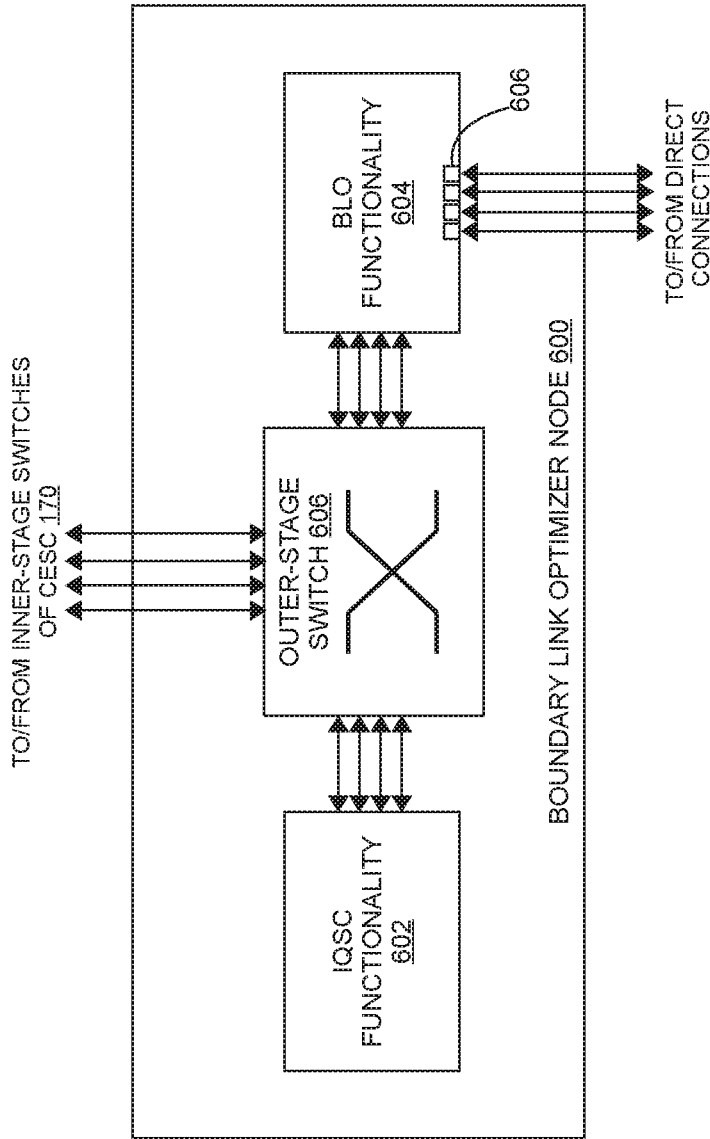 TO/FROM INNER-STAGE SWITCHES
OF CESC 170
IQSC
FUNCTIONALITY
602
OUTER-STAGE
SWITCH 606
BLO
FUNCTIONALITY
604
606
BOUNDARY LINK OPTIMIZER NODE 600
TO/FROM DIRECT
CONNECTIONS